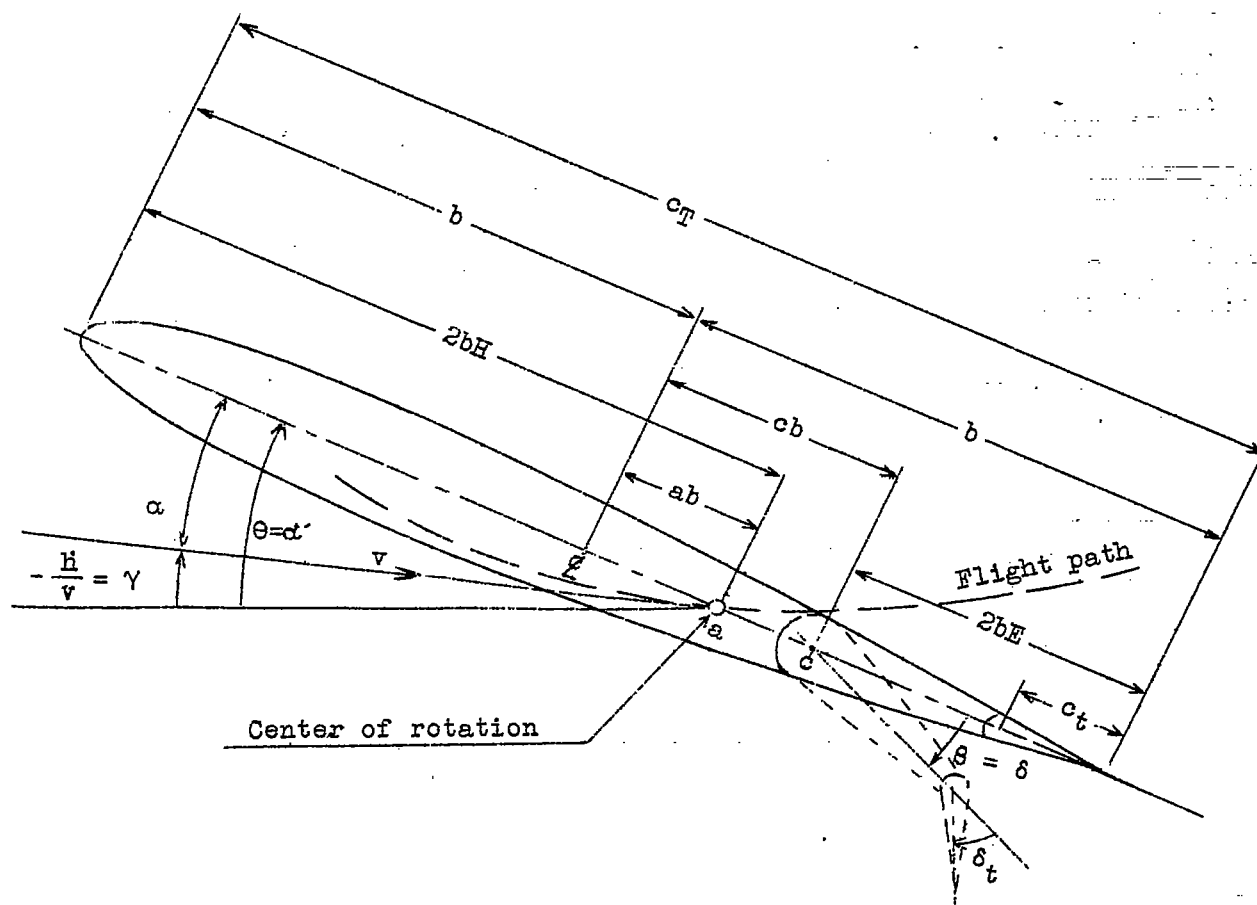 c_T
b
2bH
cb
b
ab
α
θ=α'
v
- ḣ/v = γ
℄
Flight path
a
c
2bE
Center of rotation
c_t
β = δ
δ_t